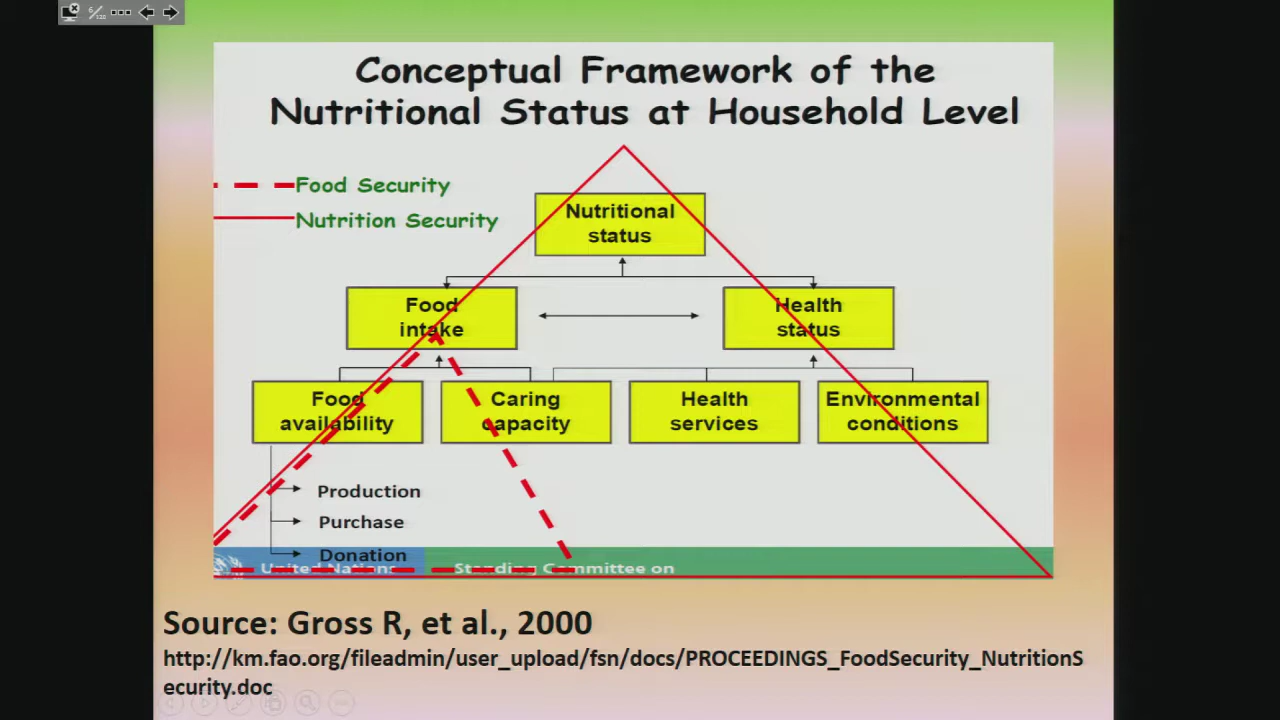 6/110
Conceptual Framework of the
Nutritional Status at Household Level
Food Security
Nutrition Security
Nutritional
status
Food
intake
Health
status
Food
availability
Caring
capacity
Health
services
Environmental
conditions
Production
Purchase
Donation
United Nations
Standing Committee on
Source: Gross R, et al., 2000
http://km.fao.org/fileadmin/user_upload/fsn/docs/PROCEEDINGS_FoodSecurity_NutritionS
ecurity.doc